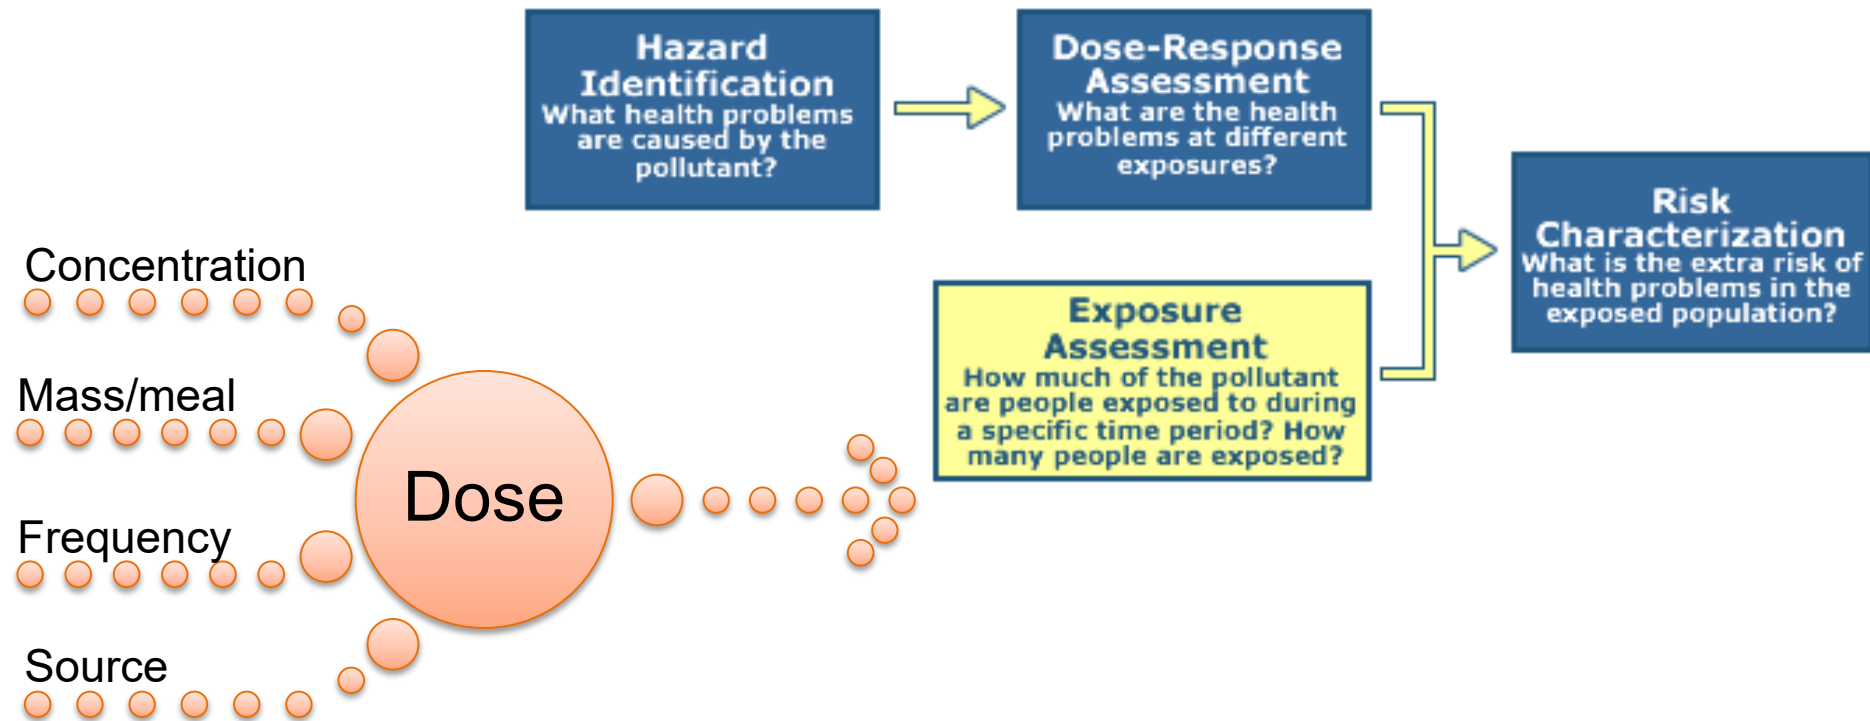 Hazard
Identification
What health problems
are caused by the
pollutant?
Dose-Response
Assessment
What are the health
problems at different
exposures?
Risk
Characterization
What is the extra risk of
health problems in the
exposed population?
Exposure
Assessment
How much of the pollutant
are people exposed to during
a specific time period? How
many people are exposed?
Concentration
Mass/meal
Frequency
Source
Dose